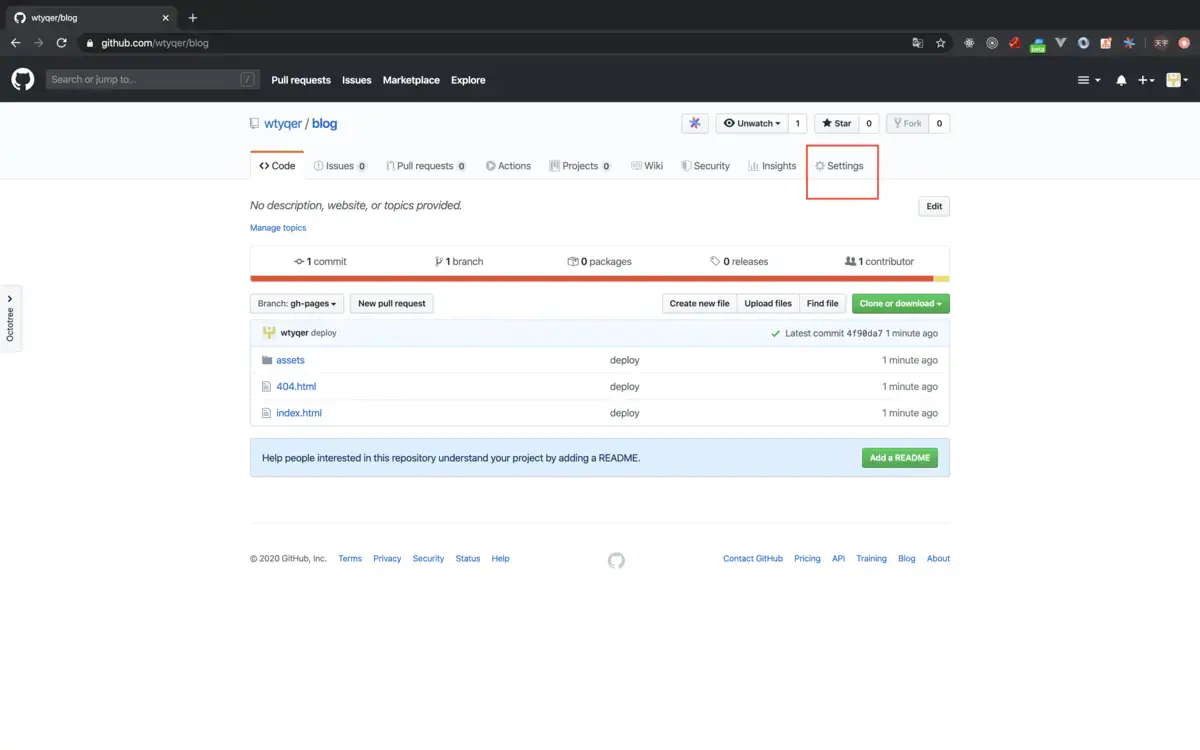 wtyqer/blog
github.com/wtyqer/blog
beta
天宇
Search or jump to... /
Pull requests Issues Marketplace Explore
wtyqer / blog
Unwatch 1 Star 0 Fork 0
Code Issues 0 Pull requests 0 Actions Projects 0 Wiki Security Insights Settings
No description, website, or topics provided. Edit
Manage topics
1 commit 1 branch 0 packages 0 releases 1 contributor
Branch: gh-pages New pull request Create new file Upload files Find file Clone or download
wtyqer deploy Latest commit 4f90da7 1 minute ago
assets deploy 1 minute ago
404.html deploy 1 minute ago
index.html deploy 1 minute ago
Octotree
Help people interested in this repository understand your project by adding a README. Add a README
© 2020 GitHub, Inc. Terms Privacy Security Status Help Contact GitHub Pricing API Training Blog About